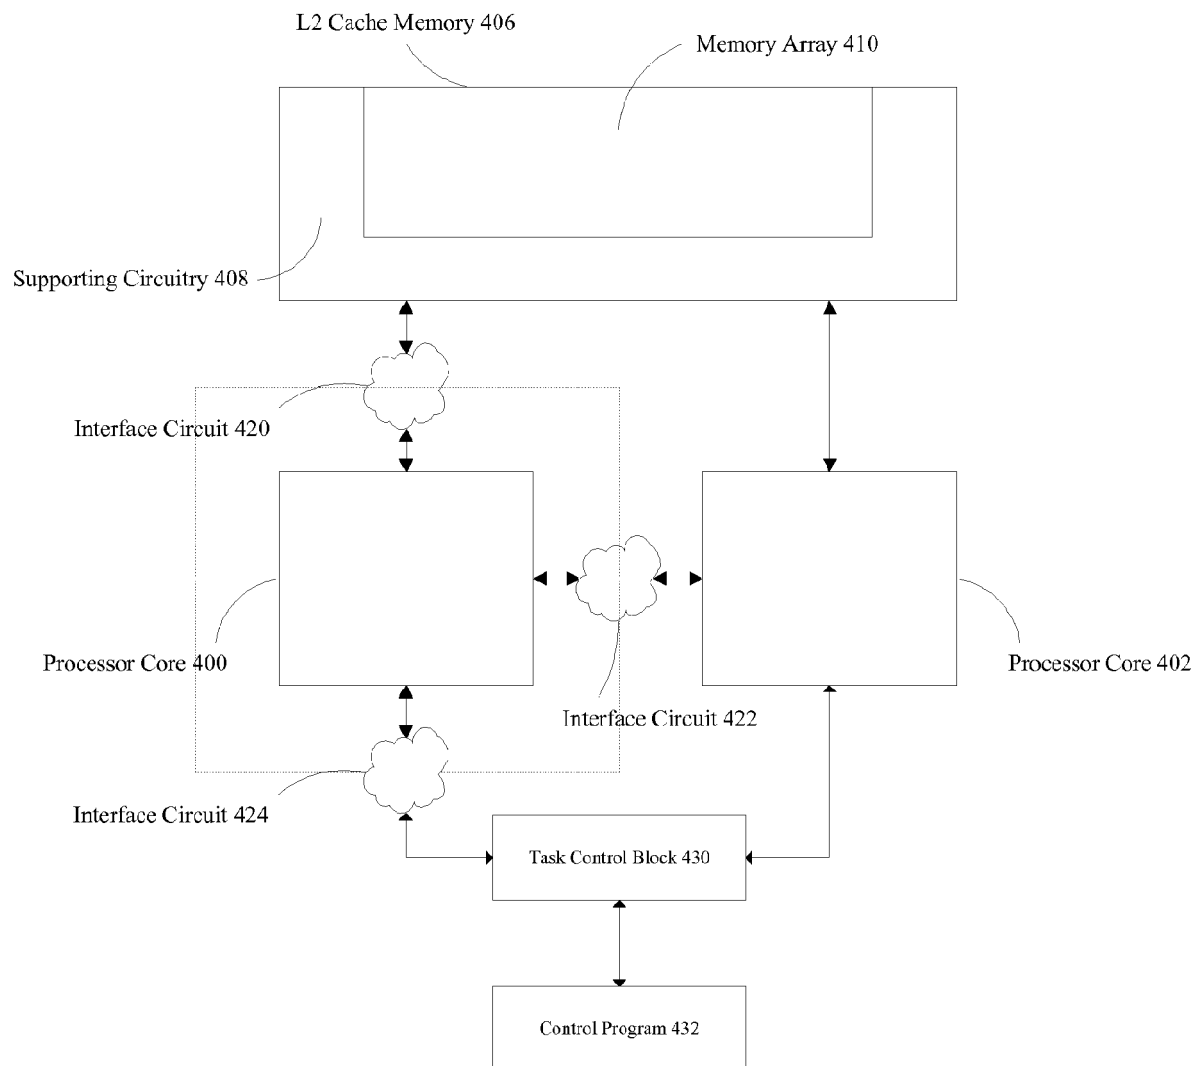 L2 Cache Memory 406
Memory Array 410
Supporting Circuitry 408
Interface Circuit 420
Processor Core 400
Processor Core 402
Interface Circuit 422
Interface Circuit 424
Task Control Block 430
Control Program 432